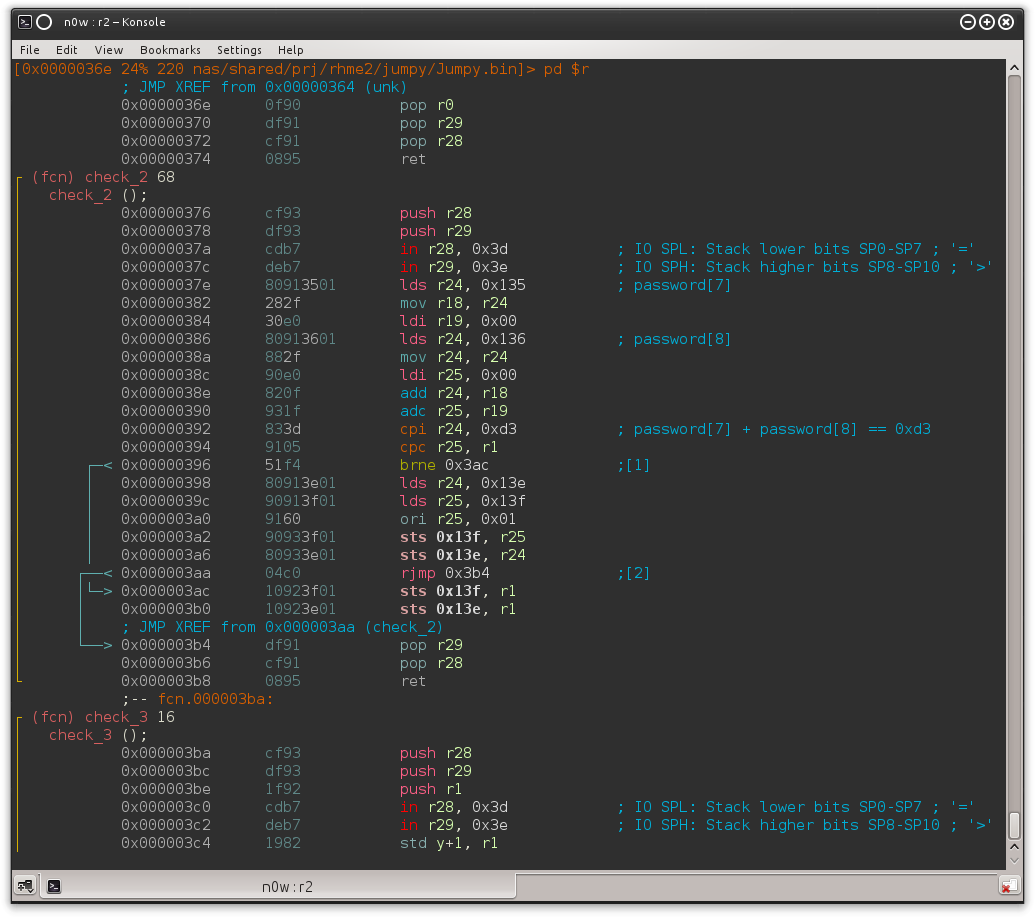 n0w : r2 – Konsole
File Edit View Bookmarks Settings Help
[0x0000036e 24% 220 nas/shared/prj/rhme2/jumpy/Jumpy.bin]> pd $r
; JMP XREF from 0x00000364 (unk)
0x0000036e 0f90 pop r0
0x00000370 df91 pop r29
0x00000372 cf91 pop r28
0x00000374 0895 ret
(fcn) check_2 68
check_2 ();
0x00000376 cf93 push r28
0x00000378 df93 push r29
0x0000037a cdb7 in r28, 0x3d ; IO SPL: Stack lower bits SP0-SP7 ; '='
0x0000037c deb7 in r29, 0x3e ; IO SPH: Stack higher bits SP8-SP10 ; '>'
0x0000037e 80913501 lds r24, 0x135 ; password[7]
0x00000382 282f mov r18, r24
0x00000384 30e0 ldi r19, 0x00
0x00000386 80913601 lds r24, 0x136 ; password[8]
0x0000038a 882f mov r24, r24
0x0000038c 90e0 ldi r25, 0x00
0x0000038e 820f add r24, r18
0x00000390 931f adc r25, r19
0x00000392 833d cpi r24, 0xd3 ; password[7] + password[8] == 0xd3
0x00000394 9105 cpc r25, r1
< 0x00000396 51f4 brne 0x3ac ;[1]
0x00000398 80913e01 lds r24, 0x13e
0x0000039c 90913f01 lds r25, 0x13f
0x000003a0 9160 ori r25, 0x01
0x000003a2 90933f01 sts 0x13f, r25
0x000003a6 80933e01 sts 0x13e, r24
< 0x000003aa 04c0 rjmp 0x3b4 ;[2]
> 0x000003ac 10923f01 sts 0x13f, r1
0x000003b0 10923e01 sts 0x13e, r1
; JMP XREF from 0x000003aa (check_2)
> 0x000003b4 df91 pop r29
0x000003b6 cf91 pop r28
0x000003b8 0895 ret
;-- fcn.000003ba:
(fcn) check_3 16
check_3 ();
0x000003ba cf93 push r28
0x000003bc df93 push r29
0x000003be 1f92 push r1
0x000003c0 cdb7 in r28, 0x3d ; IO SPL: Stack lower bits SP0-SP7 ; '='
0x000003c2 deb7 in r29, 0x3e ; IO SPH: Stack higher bits SP8-SP10 ; '>'
0x000003c4 1982 std y+1, r1
n0w : r2